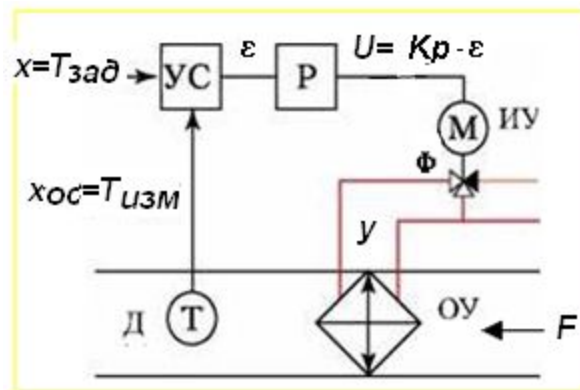 ε U= Kp·ε
x=Tзад УС P
М ИУ
Ф
xос=Tизм
y
Д Т ОУ
F